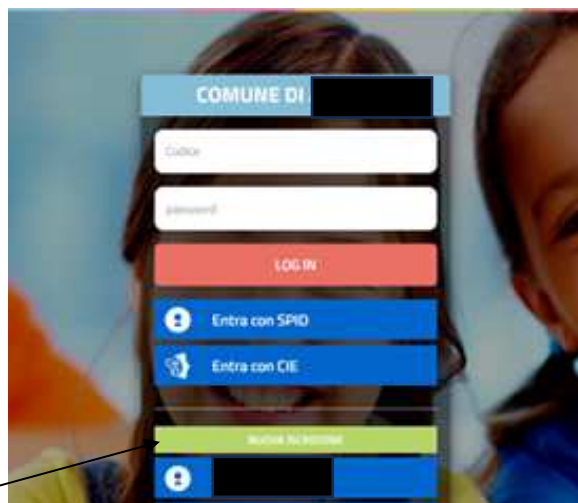 COMUNE DI
Codice
password
LOG IN
Entra con SPID
Entra con CIE
NUOVA ISCRIZIONE